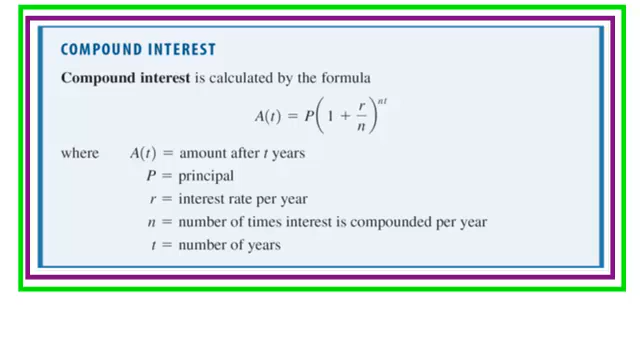 COMPOUND INTEREST
Compound interest is calculated by the formula
A(t) = P(1 + r/n)^nt
where A(t) = amount after t years
P = principal
r = interest rate per year
n = number of times interest is compounded per year
t = number of years